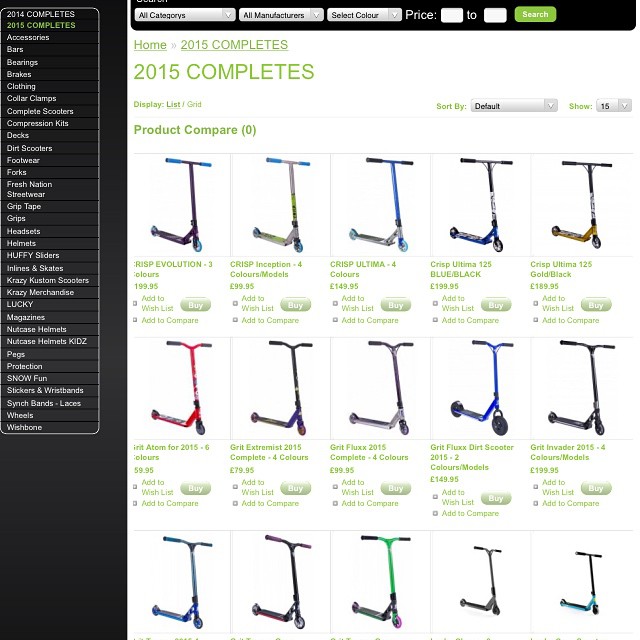 Search
All Categorys All Manufacturers Select Colour Price: to Search
2014 COMPLETES
2015 COMPLETES
Accessories
Bars
Bearings
Brakes
Clothing
Collar Clamps
Complete Scooters
Compression Kits
Decks
Dirt Scooters
Footwear
Forks
Fresh Nation
Streetwear
Grip Tape
Grips
Headsets
Helmets
HUFFY Sliders
Inlines & Skates
Krazy Kustom Scooters
Krazy Merchandise
LUCKY
Magazines
Nutcase Helmets
Nutcase Helmets KIDZ
Pegs
Protection
SNOW Fun
Stickers & Wristbands
Synch Bands - Laces
Wheels
Wishbone
Home » 2015 COMPLETES
2015 COMPLETES
Display: List / Grid
Sort By: Default Show: 15
Product Compare (0)
CRISP EVOLUTION - 3
Colours
199.95
Add to
Wish List Buy
Add to Compare
CRISP Inception - 4
Colours/Models
£99.95
Add to
Wish List Buy
Add to Compare
CRISP ULTIMA - 4
Colours
£149.95
Add to
Wish List Buy
Add to Compare
Crisp Ultima 125
BLUE/BLACK
£199.95
Add to
Wish List Buy
Add to Compare
Crisp Ultima 125
Gold/Black
£189.95
Add to
Wish List Buy
Add to Compare
Grit Atom for 2015 - 6
Colours
59.95
Add to
Wish List Buy
Add to Compare
Grit Extremist 2015
Complete - 4 Colours
£79.95
Add to
Wish List Buy
Add to Compare
Grit Fluxx 2015
Complete - 4 Colours
£99.95
Add to
Wish List Buy
Add to Compare
Grit Fluxx Dirt Scooter
2015 - 2
Colours/Models
£149.95
Add to
Wish List Buy
Add to Compare
Grit Invader 2015 - 4
Colours/Models
£199.95
Add to
Wish List Buy
Add to Compare